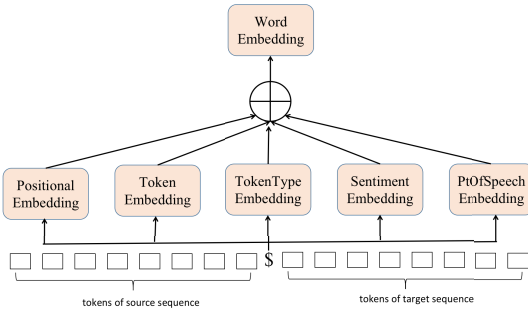 Word
Embedding
Positional
Embedding
Token
Embedding
TokenType
Embedding
Sentiment
Embedding
PtOfSpeech
Embedding
$
tokens of source sequence
tokens of target sequence